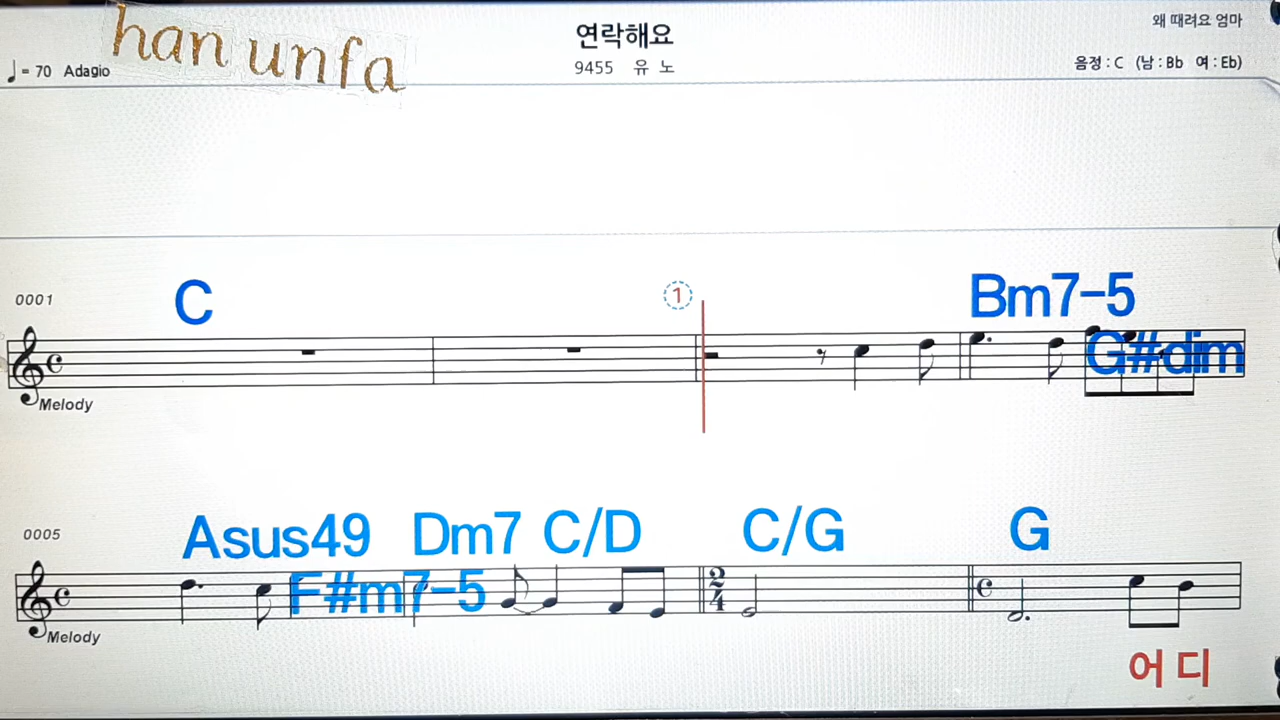 han unfa
연락해요
왜 때려요 엄마
♩= 70 Adagio
9455 유 노
음정 : C (남 : Bb 여 : Eb)
0001
C
1
Bm7-5
G#dim
Melody
0005
Asus49
Dm7 C/D
C/G
G
F#m7-5
2
4
Melody
어 디